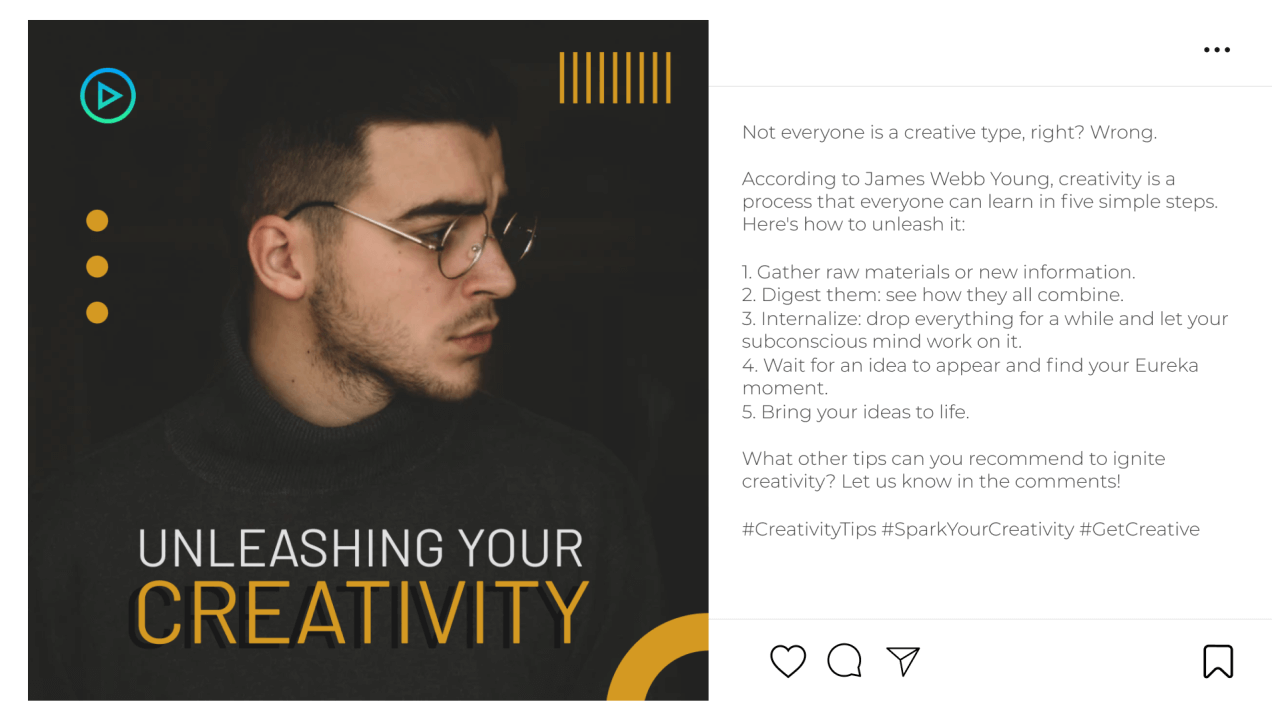 UNLEASHING YOUR
CREATIVITY
Not everyone is a creative type, right? Wrong.
According to James Webb Young, creativity is a
process that everyone can learn in five simple steps.
Here's how to unleash it:
1. Gather raw materials or new information.
2. Digest them: see how they all combine.
3. Internalize: drop everything for a while and let your
subconscious mind work on it.
4. Wait for an idea to appear and find your Eureka
moment.
5. Bring your ideas to life.
What other tips can you recommend to ignite
creativity? Let us know in the comments!
#CreativityTips #SparkYourCreativity #GetCreative